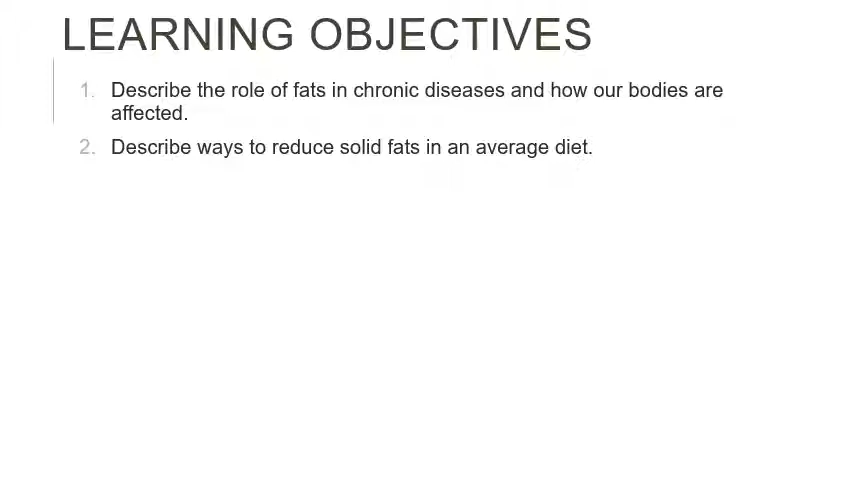 LEARNING OBJECTIVES
1. Describe the role of fats in chronic diseases and how our bodies are
affected.
2. Describe ways to reduce solid fats in an average diet.